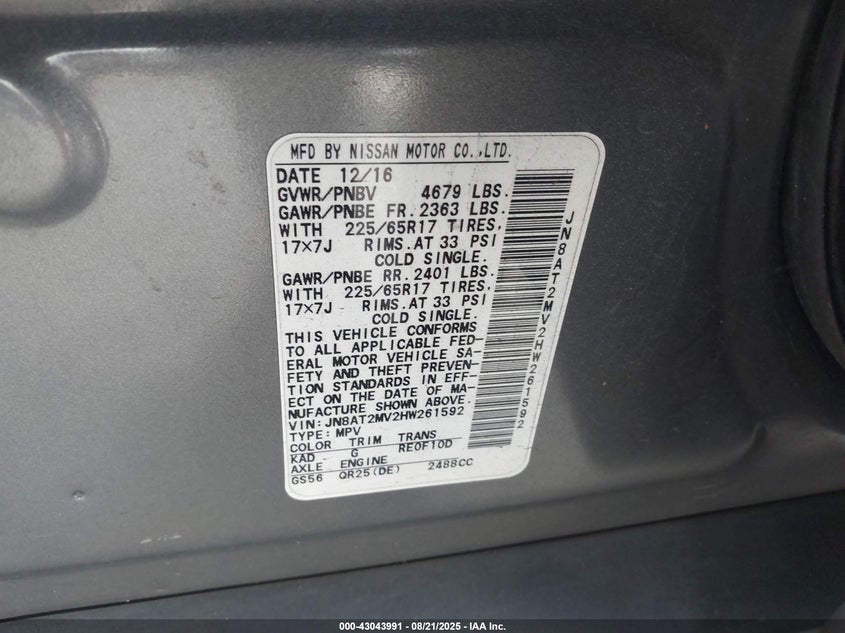 MFD BY NISSAN MOTOR CO.,LTD.
DATE 12/16
GVWR/PNBV 4679 LBS.
GAWR/PNBE FR.2363 LBS.
WITH 225/65R17 TIRES,
17×7J RIMS.AT 33 PSI
COLD SINGLE.
GAWR/PNBE RR.2401 LBS.
WITH 225/65R17 TIRES,
17×7J RIMS.AT 33 PSI
COLD SINGLE.
THIS VEHICLE CONFORMS
TO ALL APPLICABLE FED-
ERAL MOTOR VEHICLE SA-
FETY AND THEFT PREVEN-
TION STANDARDS IN EFF-
ECT ON THE DATE OF MA-
NUFACTURE SHOWN ABOVE.
VIN:JN8AT2MV2HW261592
TYPE:MPV
COLOR TRIM TRANS
KAD G RE0F10D
AXLE ENGINE
GS56 QR25(DE) 2488CC
JN8AT2MV2HW261592
000-43043991 - 08/21/2025 - IAA Inc.